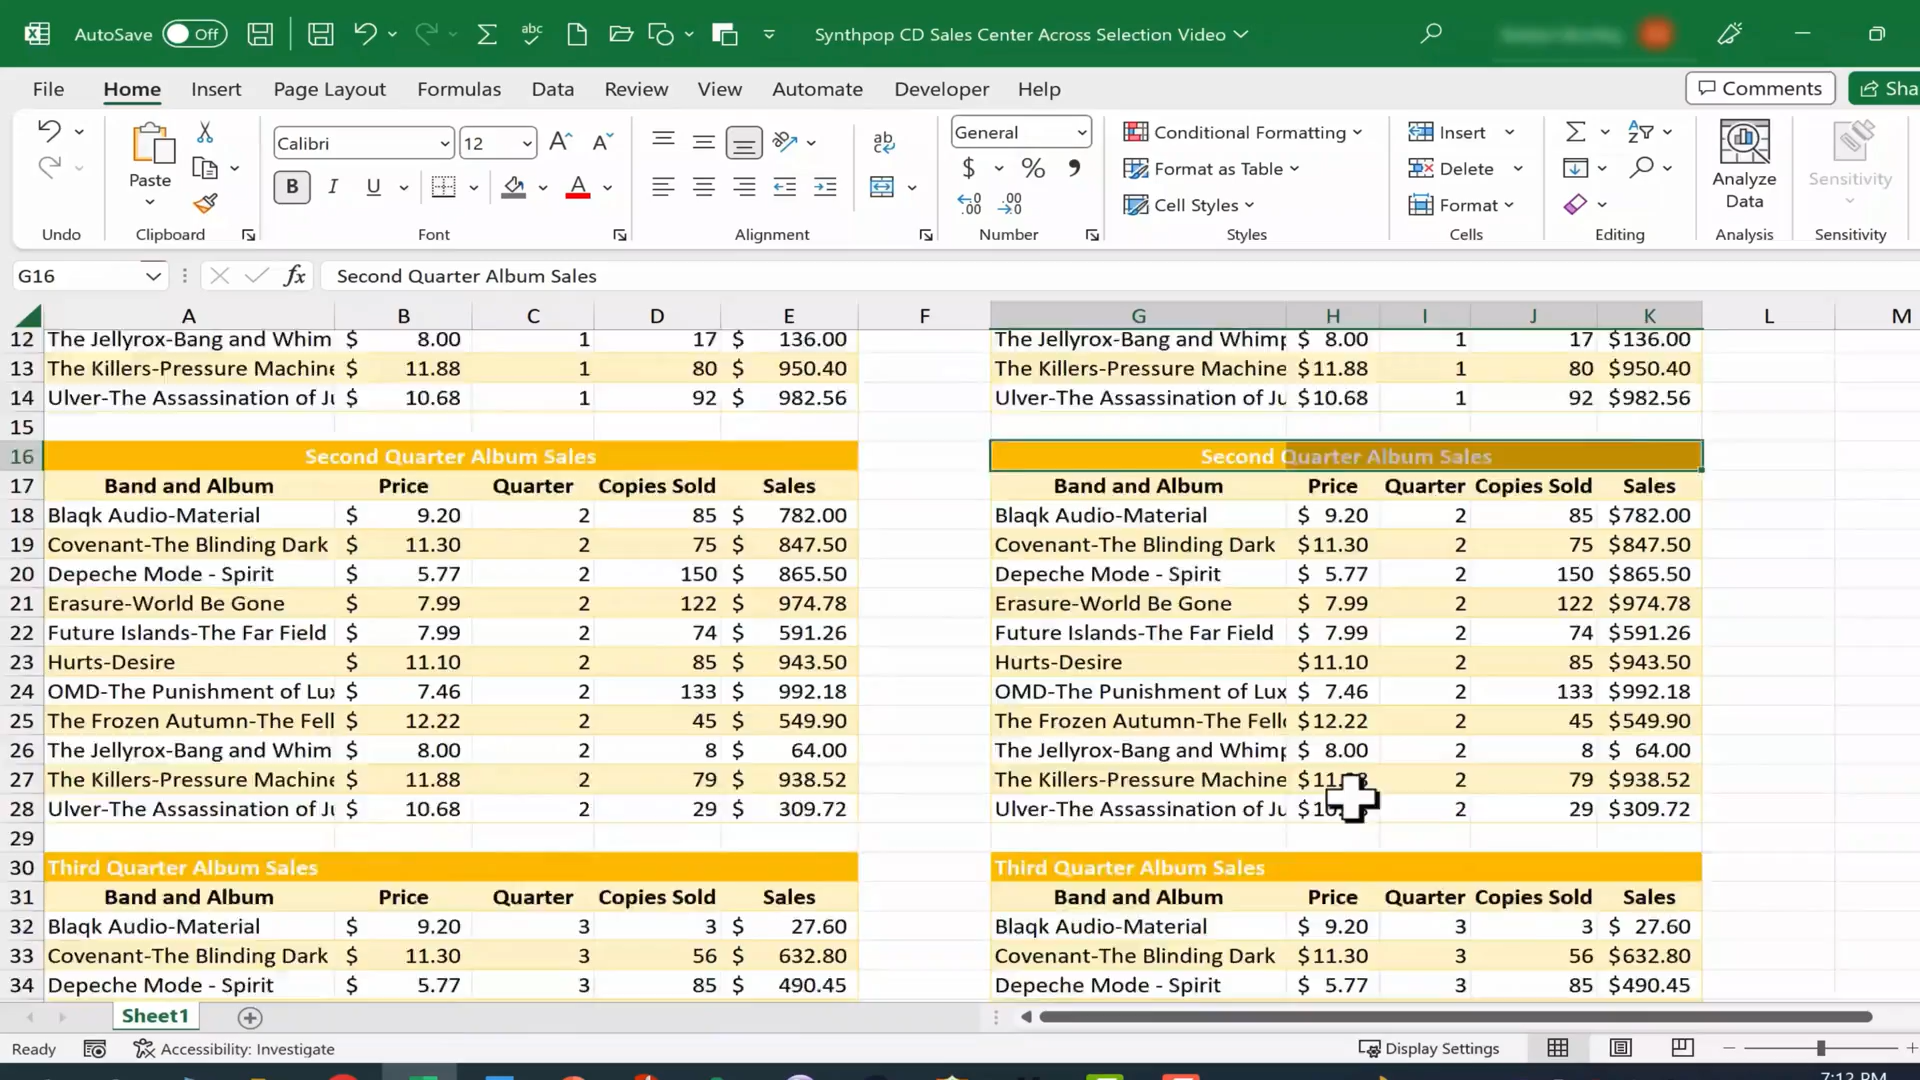 AutoSave Off Synthpop CD Sales Center Across Selection Video
File Home Insert Page Layout Formulas Data Review View Automate Developer Help Comments Sha
Calibri 12 General Conditional Formatting Insert
Paste B I U A $ % , Format as Table Delete Analyze Data Sensitivity
Cell Styles Format
Undo Clipboard Font Alignment Number Styles Cells Editing Analysis Sensitivity
G16 fx Second Quarter Album Sales
A B C D E F G H I J K L M
12 The Jellyrox-Bang and Whim $ 8.00 1 17 $ 136.00 The Jellyrox-Bang and Whimp $ 8.00 1 17 $136.00
13 The Killers-Pressure Machine $ 11.88 1 80 $ 950.40 The Killers-Pressure Machine $11.88 1 80 $950.40
14 Ulver-The Assassination of Ju $ 10.68 1 92 $ 982.56 Ulver-The Assassination of Ju $10.68 1 92 $982.56
15
16 Second Quarter Album Sales Second Quarter Album Sales
17 Band and Album Price Quarter Copies Sold Sales Band and Album Price Quarter Copies Sold Sales
18 Blaqk Audio-Material $ 9.20 2 85 $ 782.00 Blaqk Audio-Material $ 9.20 2 85 $782.00
19 Covenant-The Blinding Dark $ 11.30 2 75 $ 847.50 Covenant-The Blinding Dark $11.30 2 75 $847.50
20 Depeche Mode - Spirit $ 5.77 2 150 $ 865.50 Depeche Mode - Spirit $ 5.77 2 150 $865.50
21 Erasure-World Be Gone $ 7.99 2 122 $ 974.78 Erasure-World Be Gone $ 7.99 2 122 $974.78
22 Future Islands-The Far Field $ 7.99 2 74 $ 591.26 Future Islands-The Far Field $ 7.99 2 74 $591.26
23 Hurts-Desire $ 11.10 2 85 $ 943.50 Hurts-Desire $11.10 2 85 $943.50
24 OMD-The Punishment of Lux $ 7.46 2 133 $ 992.18 OMD-The Punishment of Lux $ 7.46 2 133 $992.18
25 The Frozen Autumn-The Fell $ 12.22 2 45 $ 549.90 The Frozen Autumn-The Fello $12.22 2 45 $549.90
26 The Jellyrox-Bang and Whim $ 8.00 2 8 $ 64.00 The Jellyrox-Bang and Whimp $ 8.00 2 8 $ 64.00
27 The Killers-Pressure Machine $ 11.88 2 79 $ 938.52 The Killers-Pressure Machine 2 79 $938.52
28 Ulver-The Assassination of Ju $ 10.68 2 29 $ 309.72 Ulver-The Assassination of Ju 2 29 $309.72
29
30 Third Quarter Album Sales Third Quarter Album Sales
31 Band and Album Price Quarter Copies Sold Sales Band and Album Price Quarter Copies Sold Sales
32 Blaqk Audio-Material $ 9.20 3 3 $ 27.60 Blaqk Audio-Material $ 9.20 3 3 $ 27.60
33 Covenant-The Blinding Dark $ 11.30 3 56 $ 632.80 Covenant-The Blinding Dark $11.30 3 56 $632.80
34 Depeche Mode - Spirit $ 5.77 3 85 $ 490.45 Depeche Mode - Spirit $ 5.77 3 85 $490.45
Sheet1
Ready Accessibility: Investigate Display Settings
7:12 PM